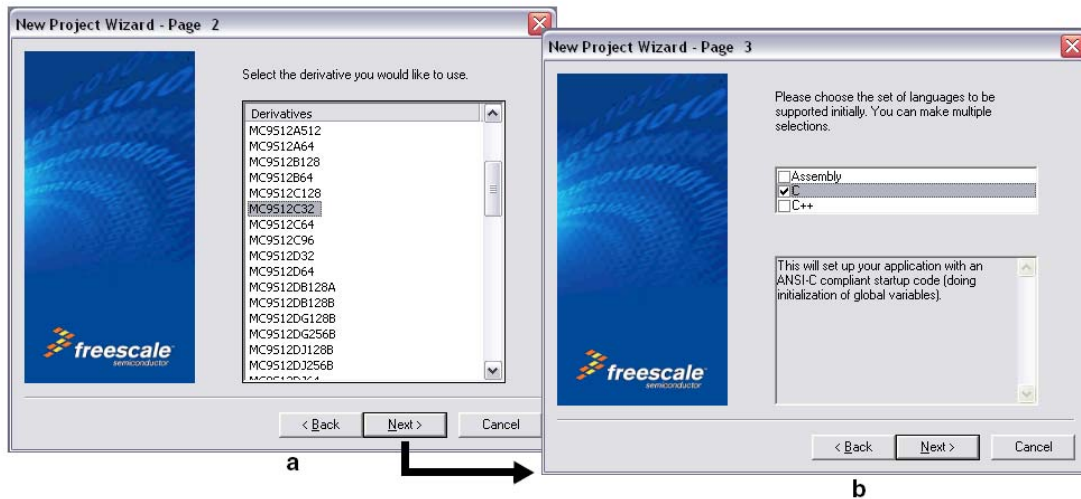 New Project Wizard - Page 2
Select the derivative you would like to use.
Derivatives
MC9S12A512
MC9S12A64
MC9S12B128
MC9S12B64
MC9S12C128
MC9S12C32
MC9S12C64
MC9S12C96
MC9S12D32
MC9S12D64
MC9S12DB128A
MC9S12DB128B
MC9S12DG128B
MC9S12DG256B
MC9S12DJ128B
MC9S12DJ256B
MC9S12DJ64
freescale
semiconductor
< Back
Next >
Cancel
a
New Project Wizard - Page 3
Please choose the set of languages to be
supported initially. You can make multiple
selections.
Assembly
C
C++
This will set up your application with an
ANSI-C compliant startup code (doing
initialization of global variables).
freescale
semiconductor
< Back
Next >
Cancel
b